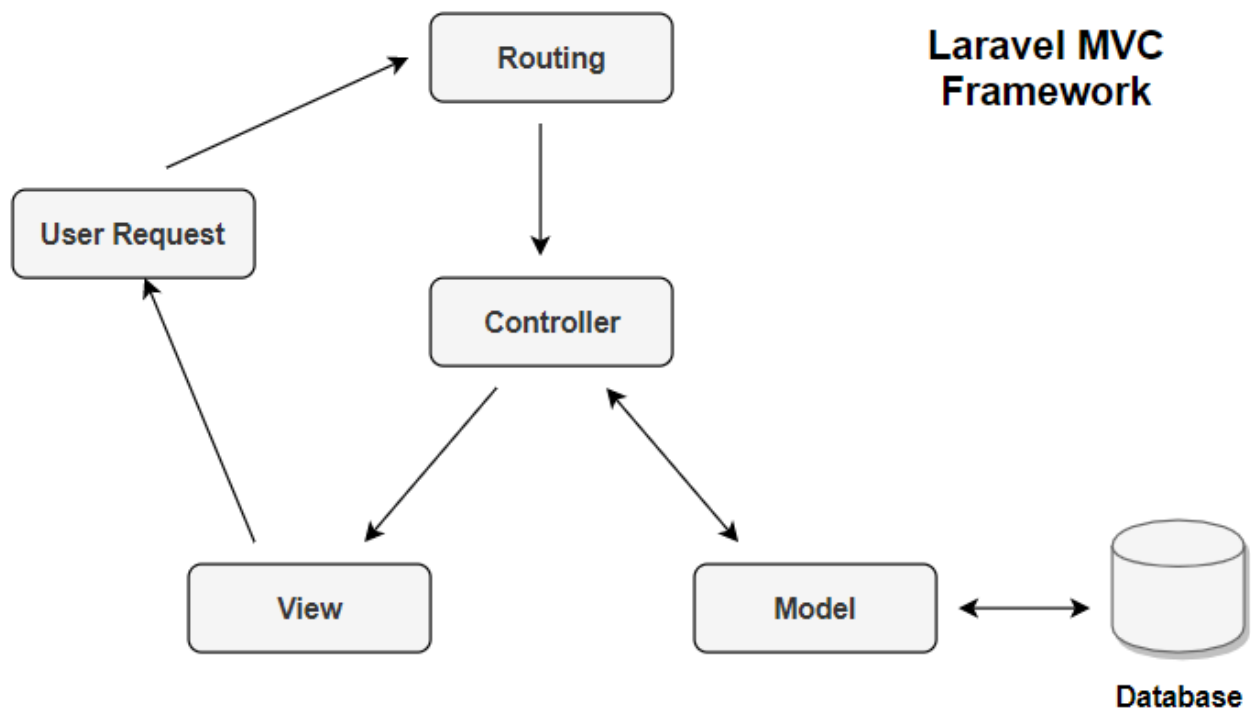 Laravel MVC
Framework
Routing
User Request
Controller
View
Model
Database